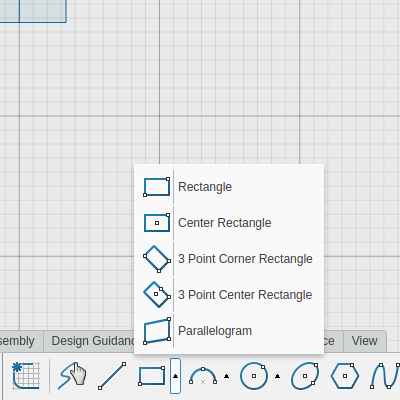 Rectangle
Center Rectangle
3 Point Corner Rectangle
3 Point Center Rectangle
Parallelogram
sembly Design Guidanc ce View